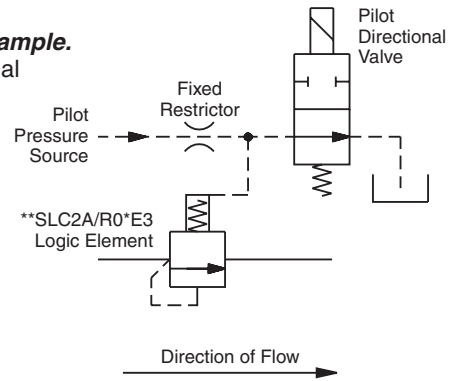 ample.
al
Pilot
Directional
Valve
Fixed
Restrictor
Pilot
Pressure
Source
**SLC2A/R0*E3
Logic Element
Direction of Flow